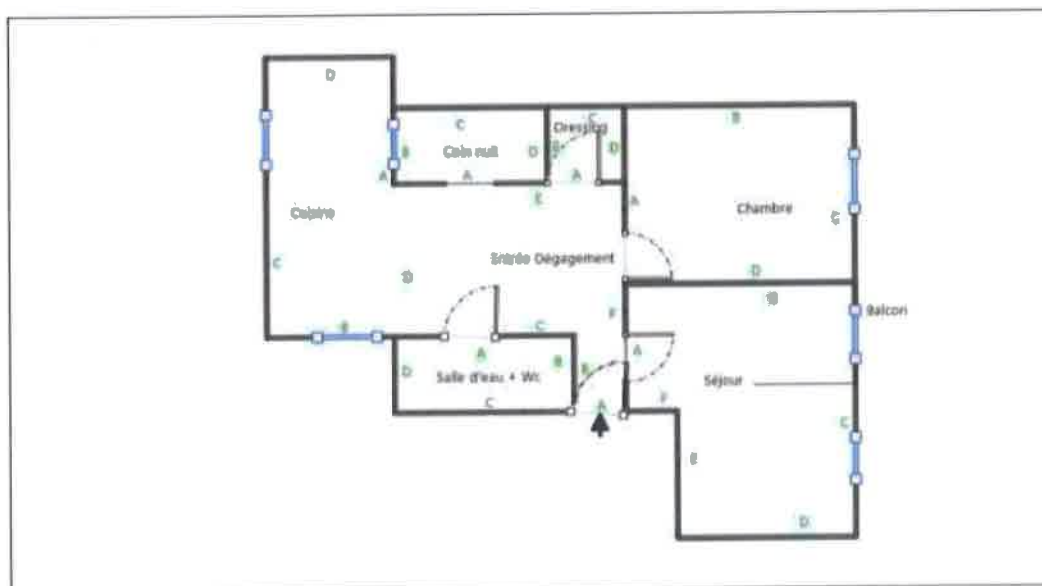 D
C
Dressing
C
B
Coin nuit
B
D
D
A
A
A
E
A
Chambre
C
Cuisine
C
B
Entrée Dégagement
D
B
F
Balcon
C
A
B
B
A
D
Salle d'eau + Wc
C
A
Séjour
F
C
E
D